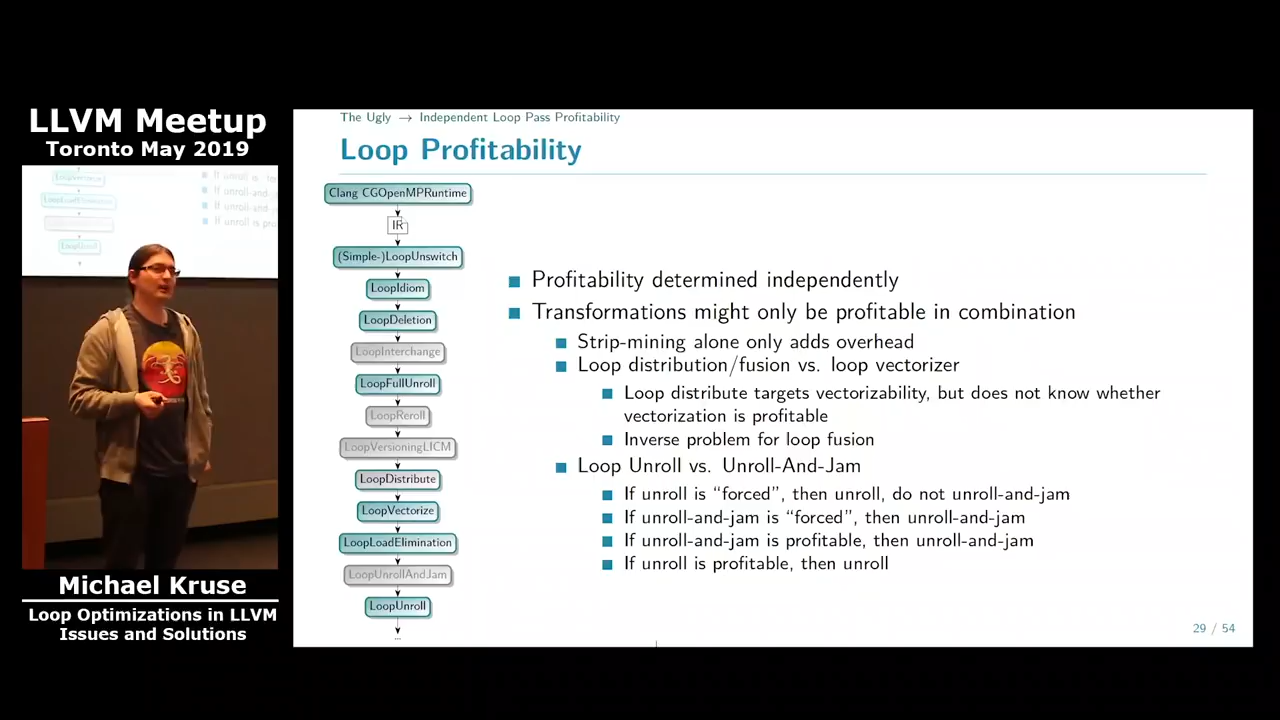 LLVM Meetup
Toronto May 2019
Michael Kruse
Loop Optimizations in LLVM
Issues and Solutions
The Ugly → Independent Loop Pass Profitability
Loop Profitability
Clang CGOpenMPRuntime
IR
(Simple-)LoopUnswitch
LoopIdiom
LoopDeletion
LoopInterchange
LoopFullUnroll
LoopReroll
LoopVersioningLICM
LoopDistribute
LoopVectorize
LoopLoadElimination
LoopUnrollAndJam
LoopUnroll
...
■ Profitability determined independently
■ Transformations might only be profitable in combination
■ Strip-mining alone only adds overhead
■ Loop distribution/fusion vs. loop vectorizer
■ Loop distribute targets vectorizability, but does not know whether
vectorization is profitable
■ Inverse problem for loop fusion
■ Loop Unroll vs. Unroll-And-Jam
■ If unroll is “forced”, then unroll, do not unroll-and-jam
■ If unroll-and-jam is “forced”, then unroll-and-jam
■ If unroll-and-jam is profitable, then unroll-and-jam
■ If unroll is profitable, then unroll
29 / 54